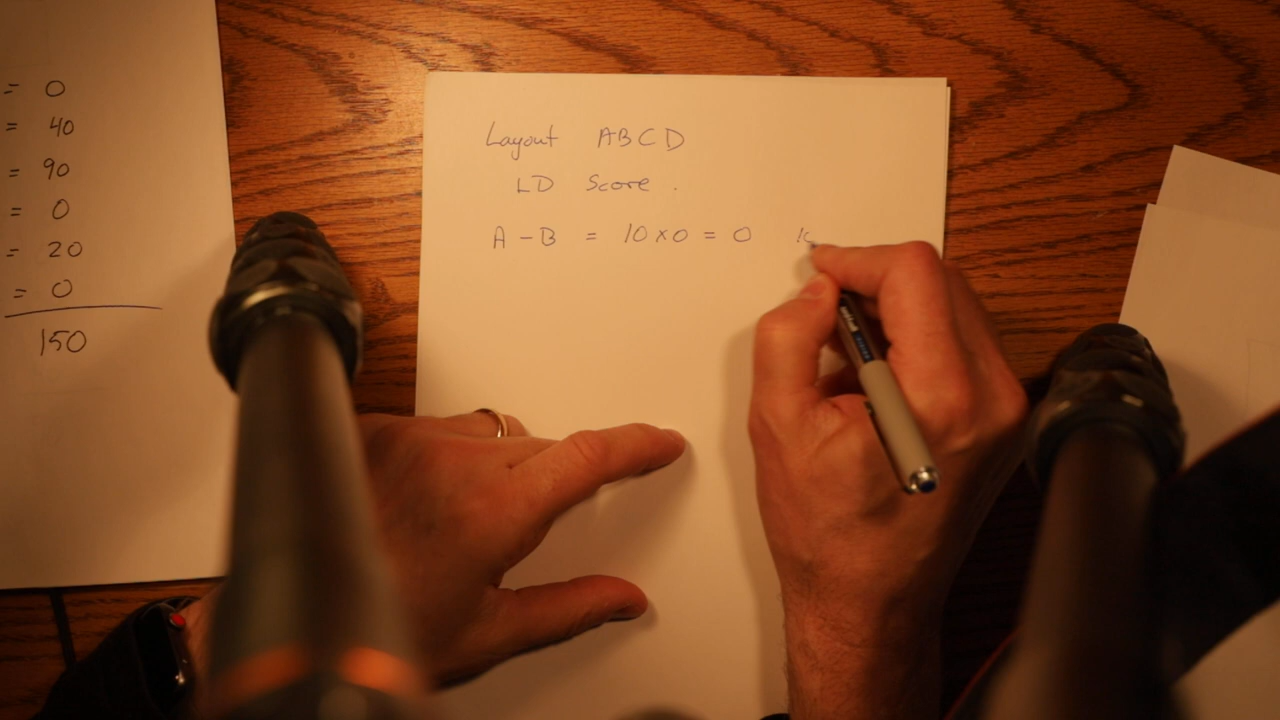 = 0
= 40
= 90
= 0
= 20
= 0
150
Layout ABCD
LD Score.
A - B = 10 x 0 = 0